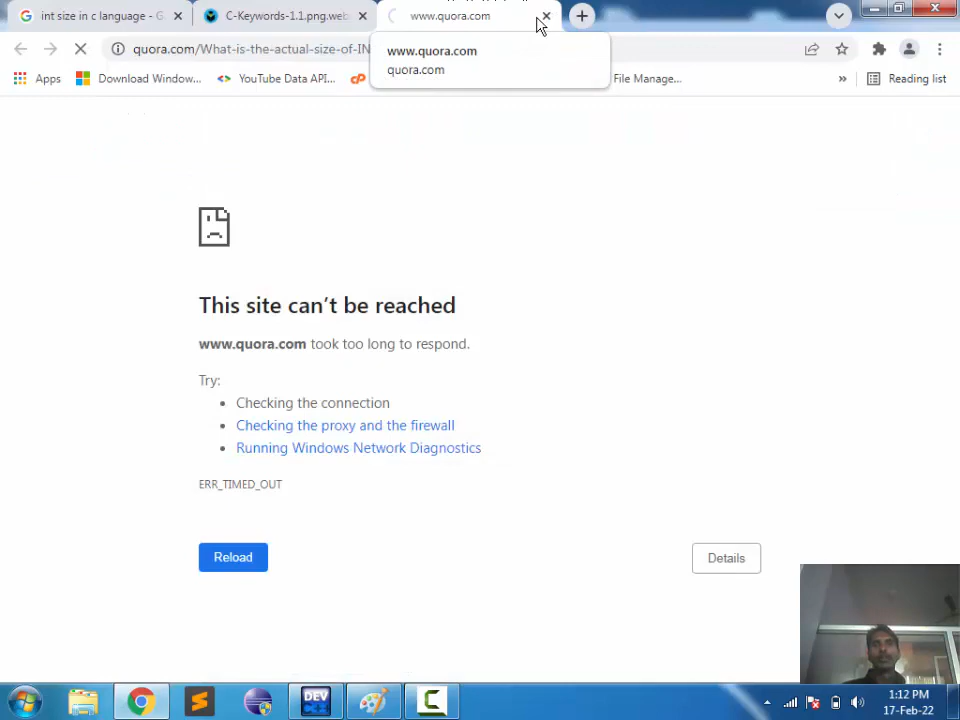 int size in c language - G
C-Keywords-1.1.png.web
www.quora.com
quora.com/What-is-the-actual-size-of-IN
www.quora.com
quora.com
Apps
Download Window...
YouTube Data API...
cP
File Manage...
»
Reading list
This site can't be reached
www.quora.com took too long to respond.
Try:
• Checking the connection
• Checking the proxy and the firewall
• Running Windows Network Diagnostics
ERR_TIMED_OUT
Reload
Details
DEV
C++
1:12 PM
17-Feb-22